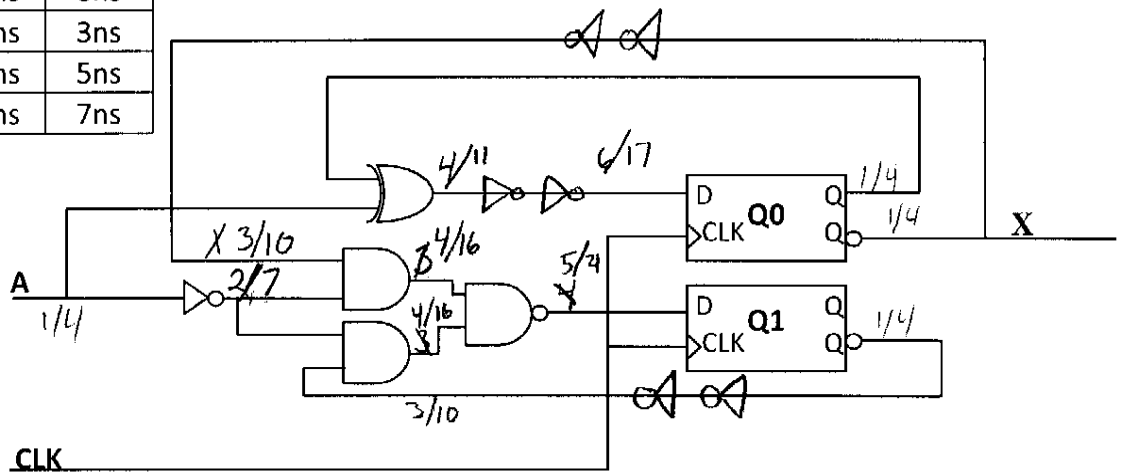 ns 3ns
ns 5ns
ns 7ns
4/11 6/17
D Q 1/4
Q0
CLK Q 1/4 X
X 3/10 4/16
A 2/7 5/
1/4 4/16
D Q
Q1
CLK Q 1/4
3/10
CLK